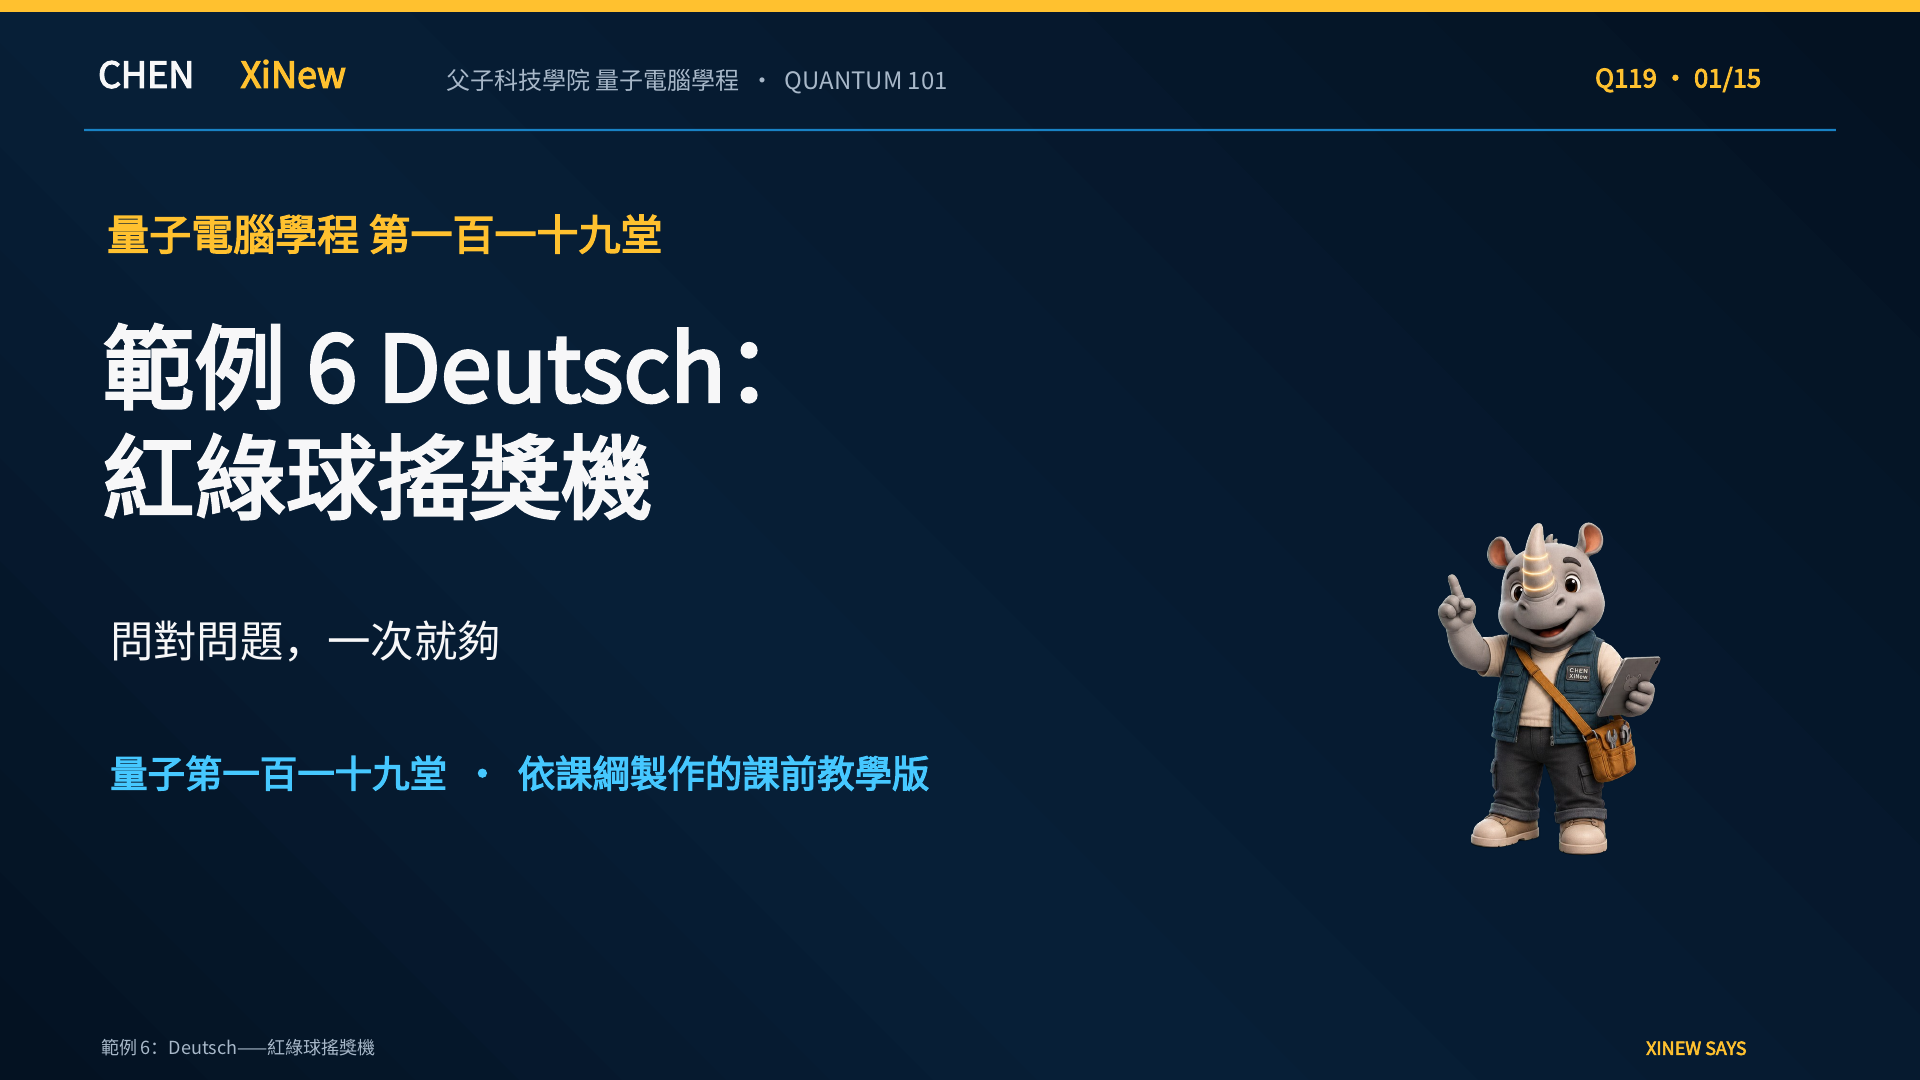 CHEN XiNew 父子科技學院 量子電腦學程 • QUANTUM 101 Q119 • 01/15
量子電腦學程 第一百一十九堂
範例 6 Deutsch：
紅綠球搖獎機
問對問題，一次就夠
量子第一百一十九堂 • 依課綱製作的課前教學版
CHEN
XiNew
範例 6：Deutsch——紅綠球搖獎機 XINEW SAYS